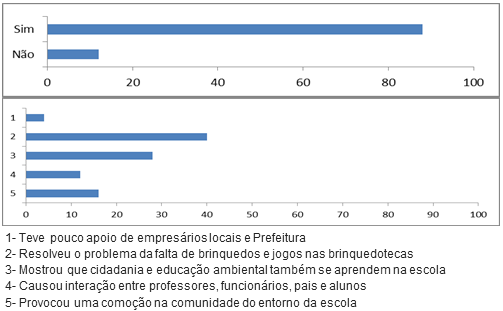 Sim
Não
0 20 40 60 80 100
1
2
3
4
5
0 10 20 30 40 50 60 70 80 90 100
1- Teve pouco apoio de empresários locais e Prefeitura
2- Resolveu o problema da falta de brinquedos e jogos nas brinquedotecas
3- Mostrou que cidadania e educação ambiental também se aprendem na escola
4- Causou interação entre professores, funcionários, pais e alunos
5- Provocou uma comoção na comunidade do entorno da escola